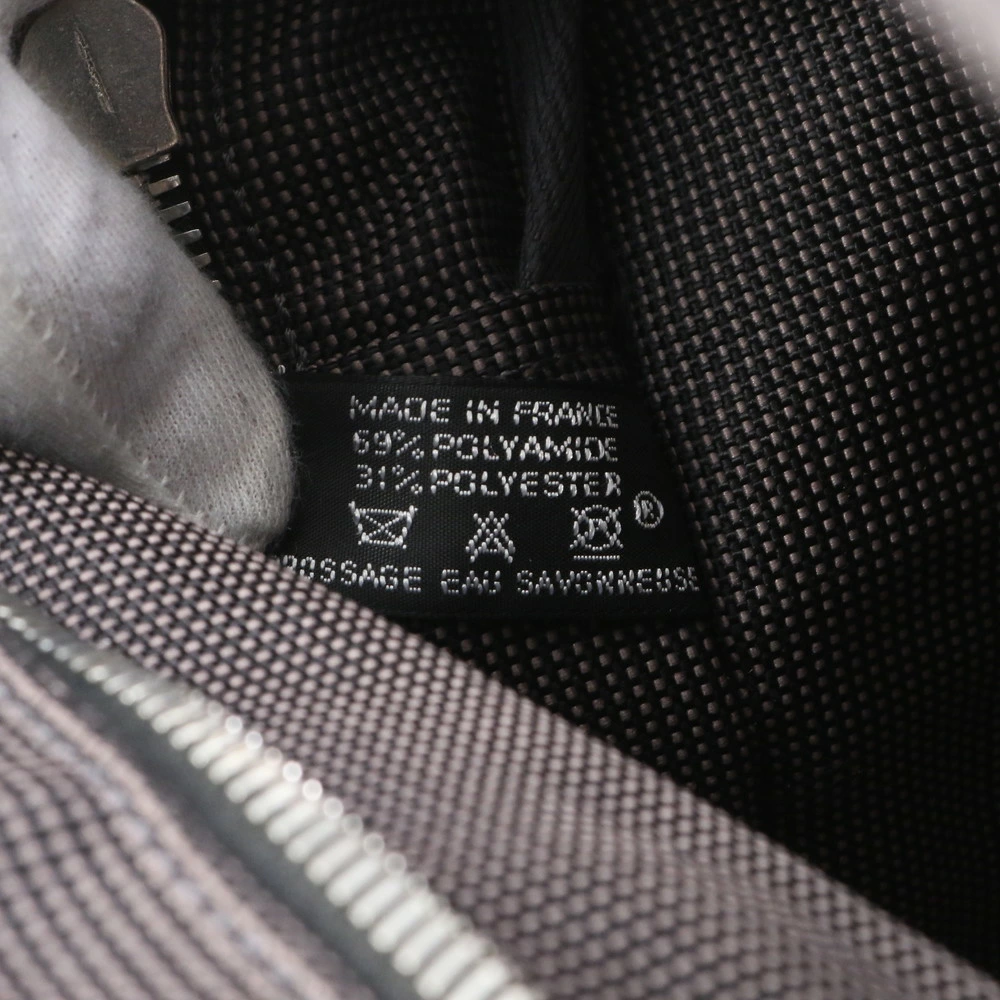 MADE IN FRANCE
69% POLYAMIDE
31% POLYESTER
®
EAU SAVONNEUSE